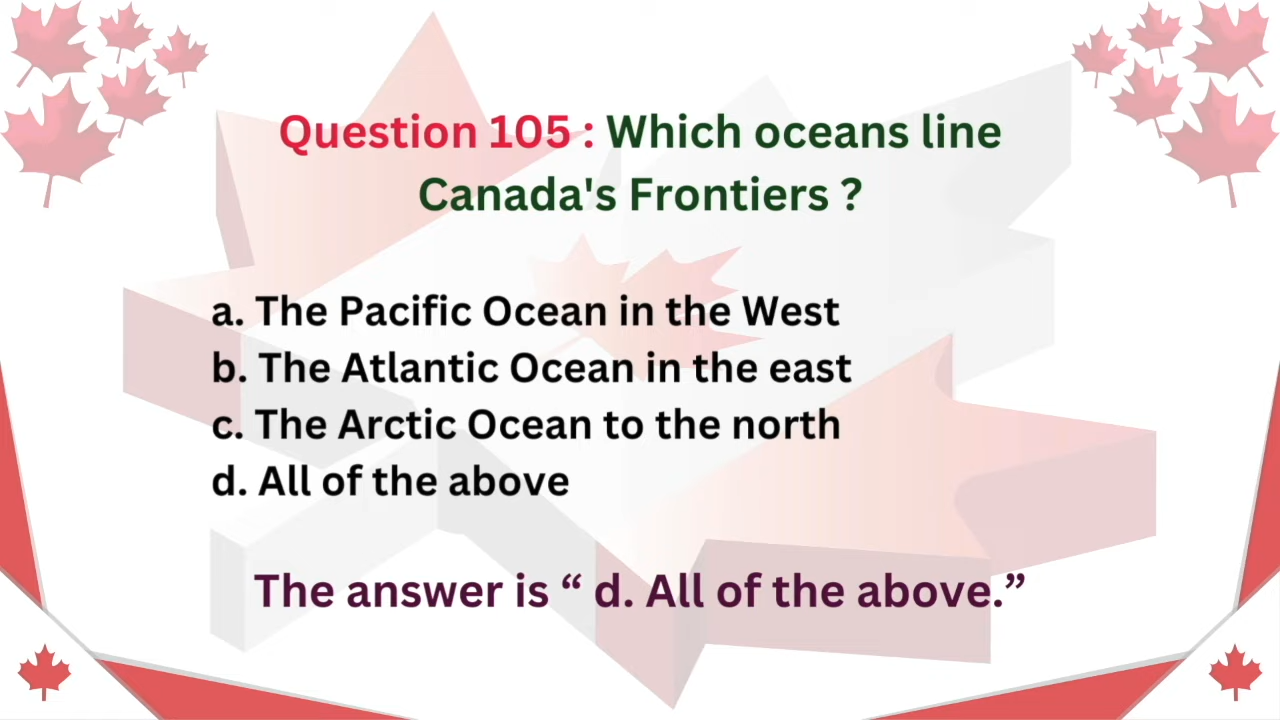 Question 105 : Which oceans line
Canada's Frontiers ?
a. The Pacific Ocean in the West
b. The Atlantic Ocean in the east
c. The Arctic Ocean to the north
d. All of the above
The answer is “ d. All of the above.”